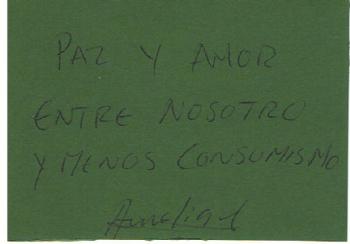 PAZ Y AMOR
ENTRE NOSOTRO
Y MENOS CONSUMISMO